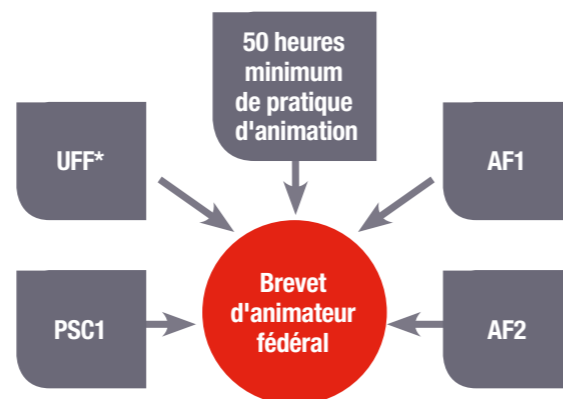 50 heures
minimum
de pratique
d'animation
UFF*
AF1
Brevet
d'animateur
fédéral
PSC1
AF2